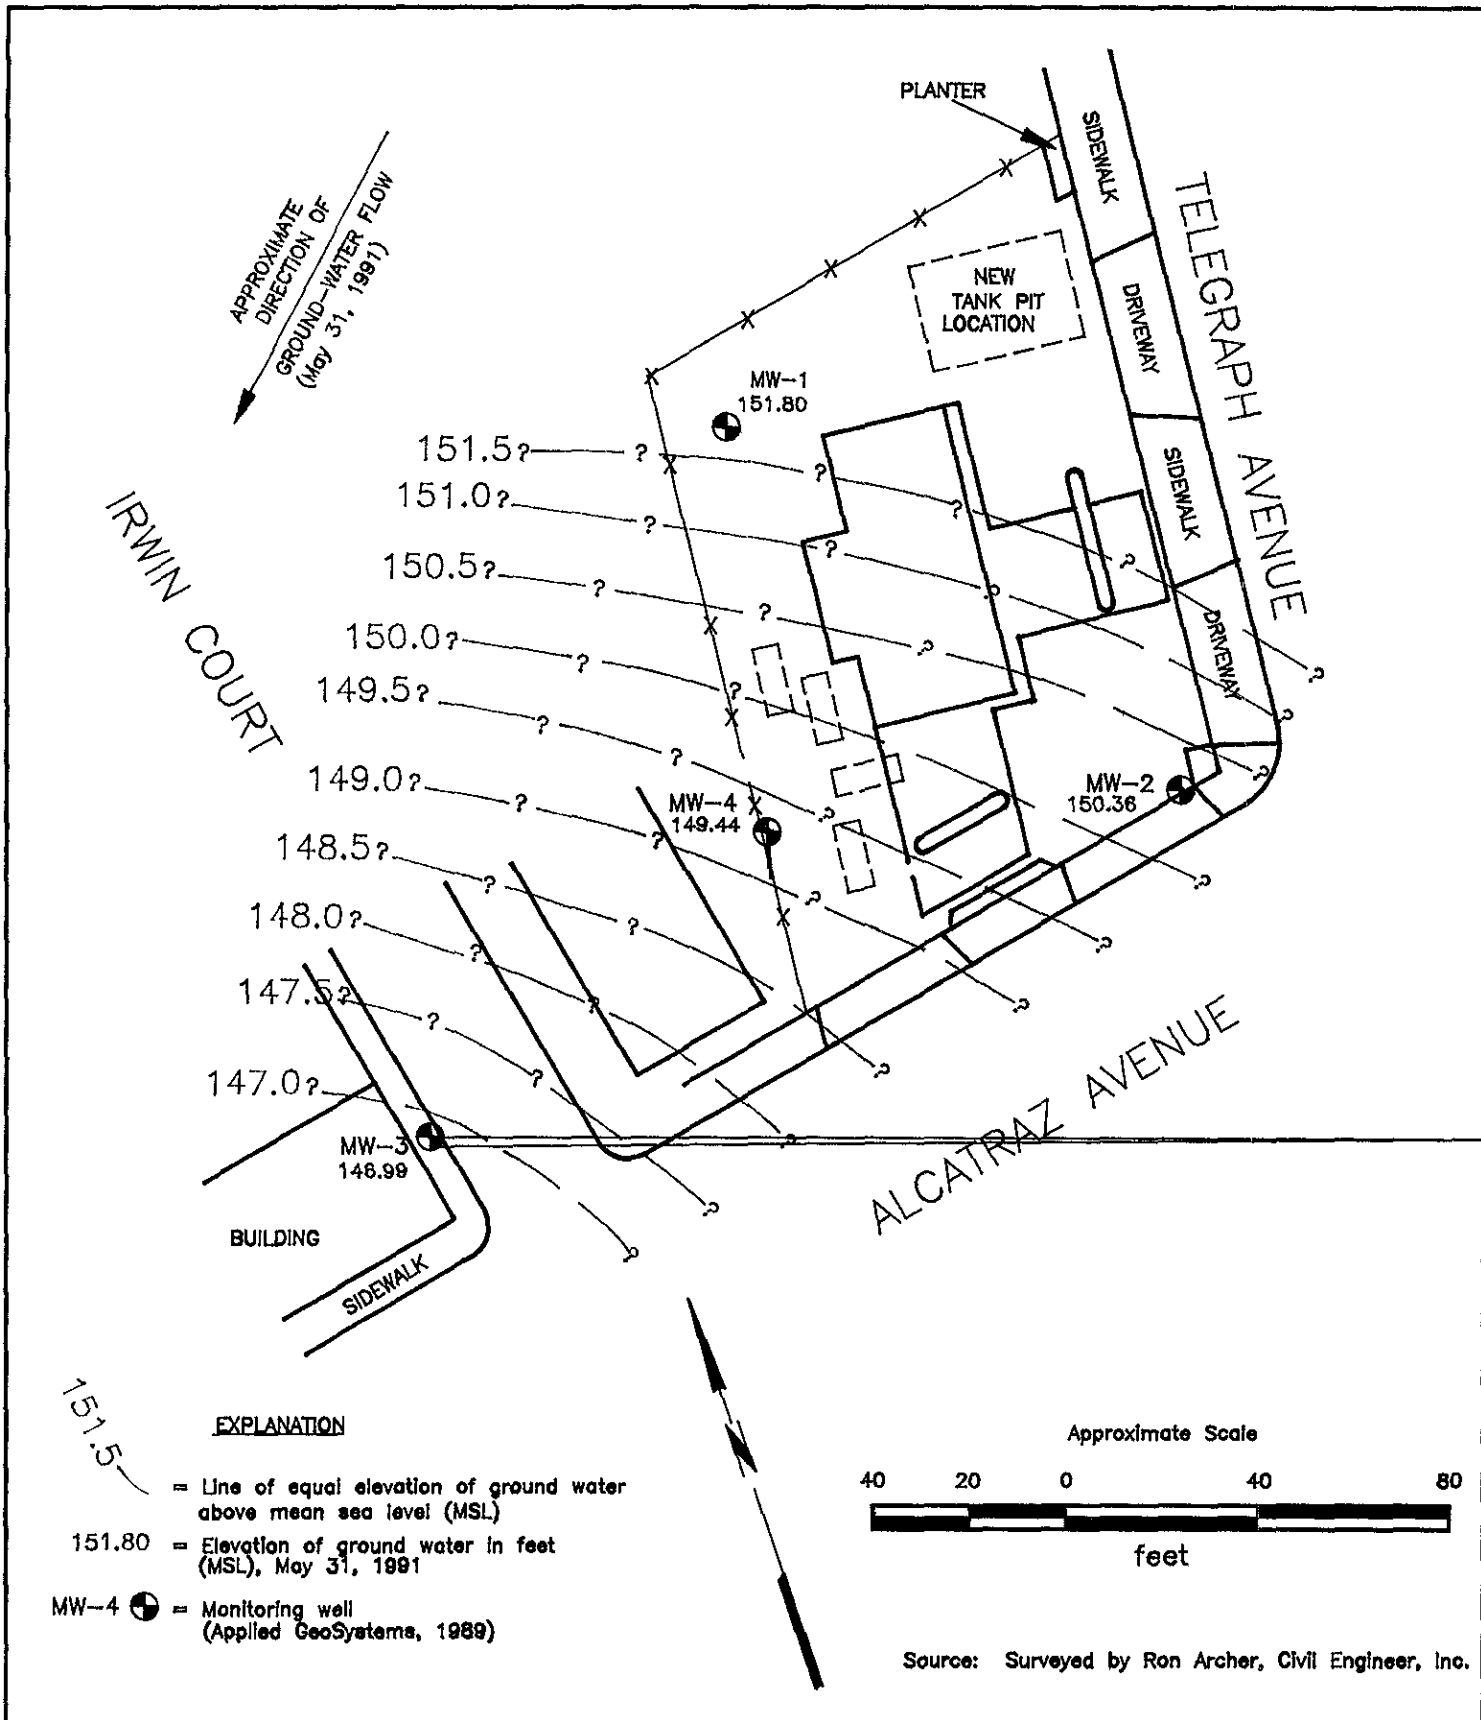 PLANTER
SIDEWALK
TELEGRAPH AVENUE
APPROXIMATE
DIRECTION OF
GROUND-WATER FLOW
(May 31, 1991)
NEW
TANK PIT
LOCATION
DRIVEWAY
MW-1
151.80
151.5?
151.0?
SIDEWALK
IRWIN COURT
150.5?
150.0?
DRIVEWAY
149.5?
149.0?
MW-4
149.44
MW-2
150.36
148.5?
148.0?
147.5?
147.0?
MW-3
146.99
ALCATRAZ AVENUE
BUILDING
SIDEWALK
EXPLANATION
151.5
= Line of equal elevation of ground water
above mean sea level (MSL)
151.80 = Elevation of ground water in feet
(MSL), May 31, 1991
MW-4 = Monitoring well
(Applied GeoSystems, 1989)
Approximate Scale
40 20 0 40 80
feet
Source: Surveyed by Ron Archer, Civil Engineer, Inc.